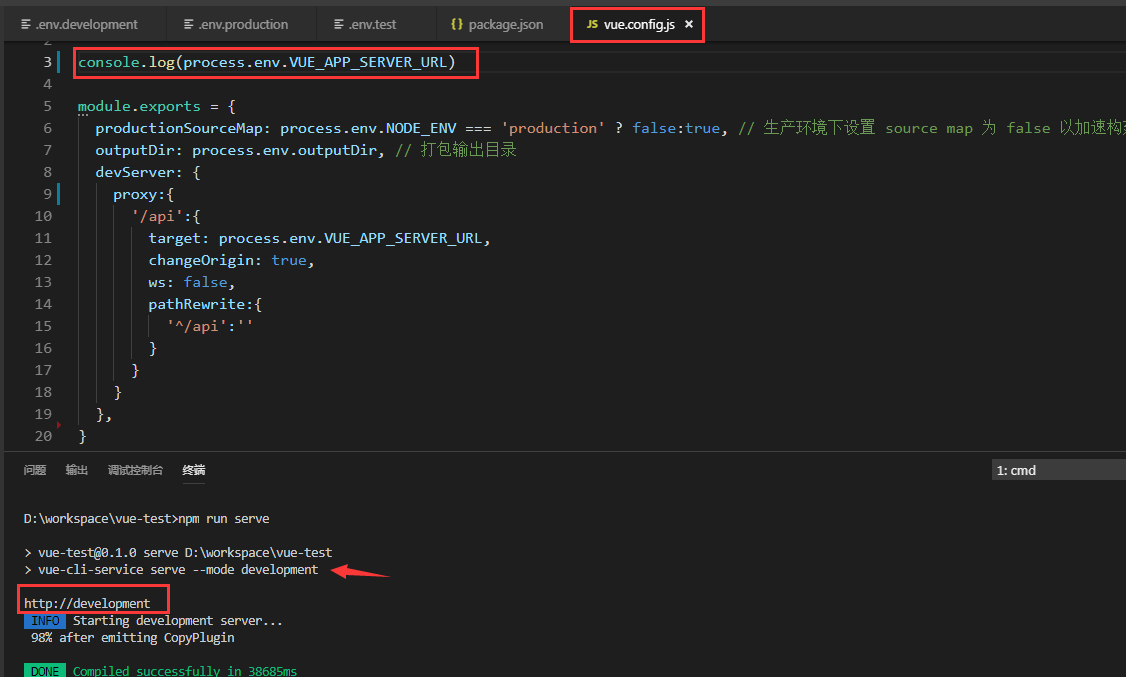 .env.development
.env.production
.env.test
{} package.json
JS vue.config.js ×
2
3 console.log(process.env.VUE_APP_SERVER_URL)
4
5 module.exports = {
6 productionSourceMap: process.env.NODE_ENV === 'production' ? false:true, // 生产环境下设置 source map 为 false 以加速构
7 outputDir: process.env.outputDir, // 打包输出目录
8 devServer: {
9 proxy:{
10 '/api':{
11 target: process.env.VUE_APP_SERVER_URL,
12 changeOrigin: true,
13 ws: false,
14 pathRewrite:{
15 '^/api':''
16 }
17 }
18 }
19 },
20 }
问题 输出 调试控制台 终端
1: cmd
D:\workspace\vue-test>npm run serve
> vue-test@0.1.0 serve D:\workspace\vue-test
> vue-cli-service serve --mode development
http://development
INFO Starting development server...
98% after emitting CopyPlugin
DONE Compiled successfully in 38685ms